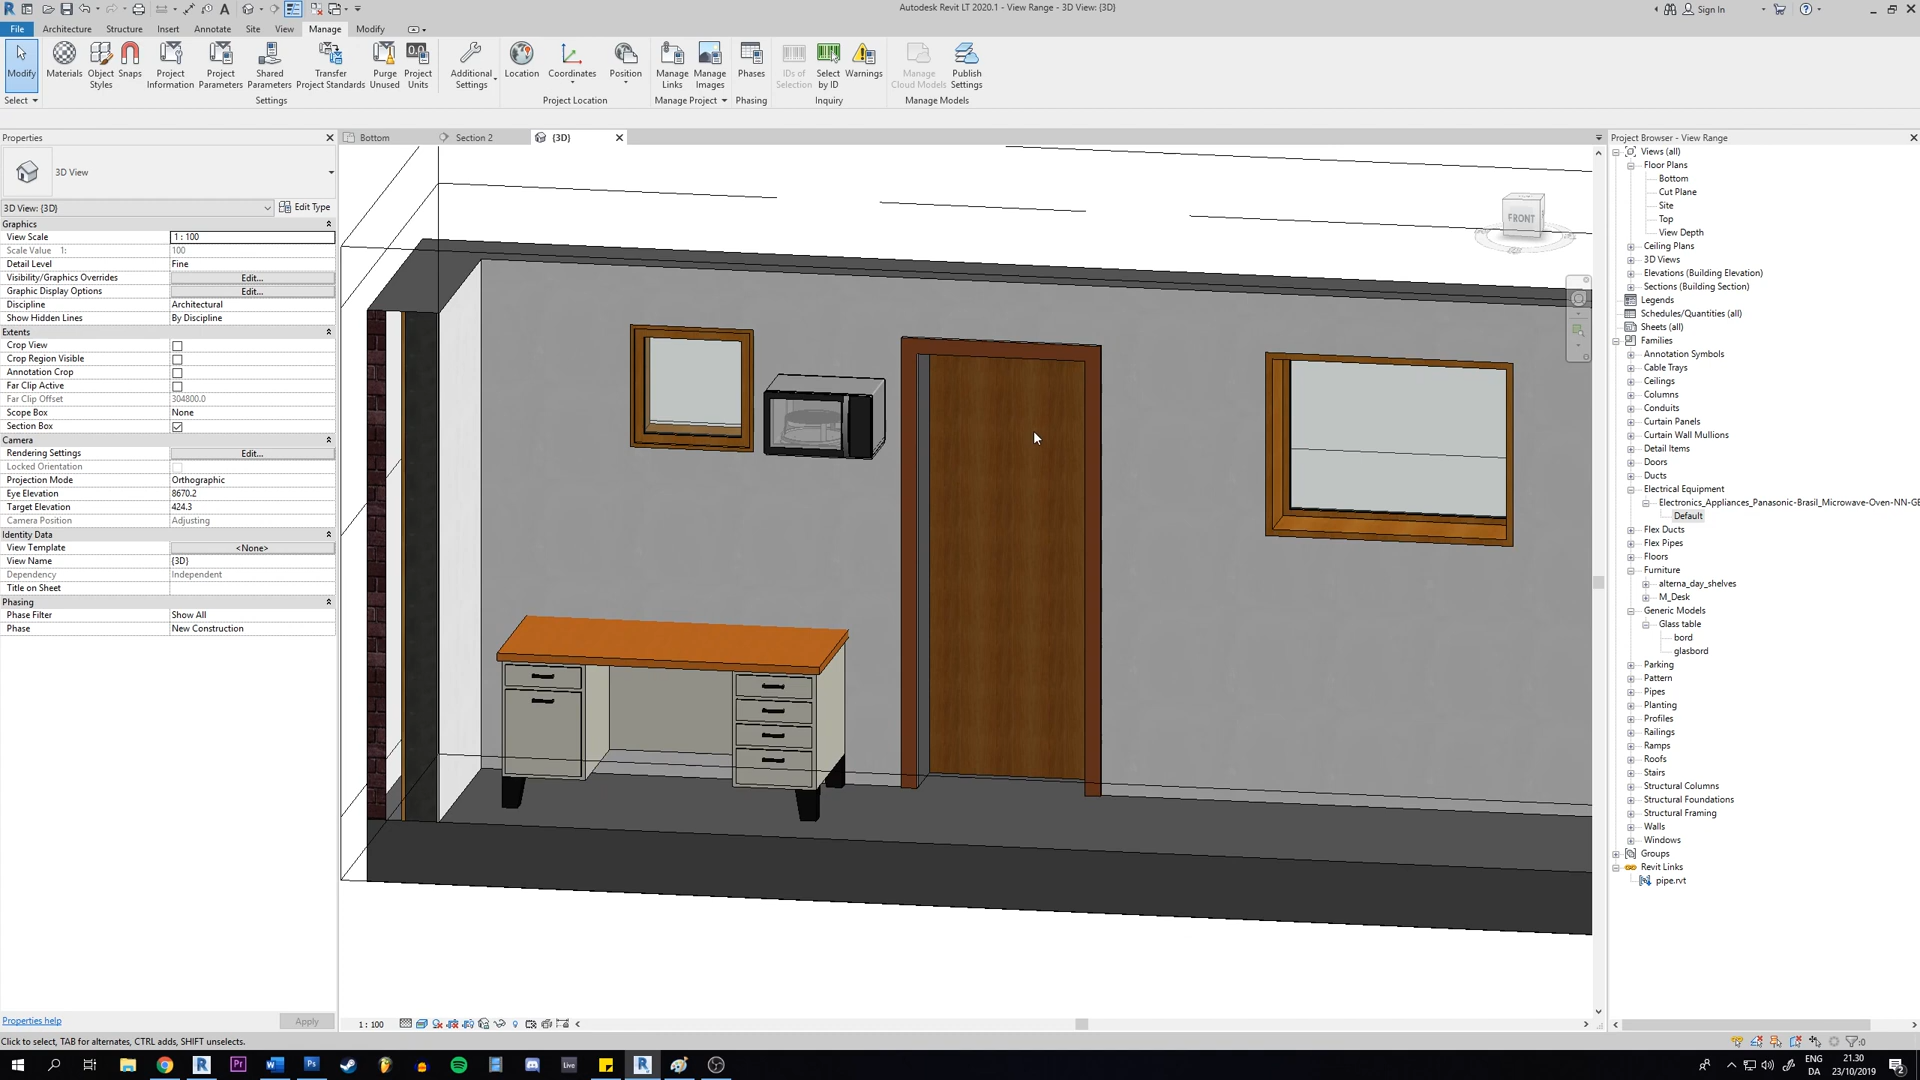 Autodesk Revit LT 2020.1 - View Range - 3D View: {3D}
Sign In
File
Architecture
Structure
Insert
Annotate
Site
View
Manage
Modify
Modify
Materials
Object
Styles
Snaps
Project
Information
Project
Parameters
Shared
Parameters
Transfer
Project Standards
Purge
Unused
Project
Units
Additional
Settings
Location
Coordinates
Position
Manage
Links
Manage
Images
Phases
IDs of
Selection
Select
by ID
Warnings
Manage
Cloud Models
Publish
Settings
Select
Settings
Project Location
Manage Project
Phasing
Inquiry
Manage Models
Properties
Bottom
Section 2
{3D}
Project Browser - View Range
3D View
3D View: {3D}
Edit Type
Graphics
View Scale
1 : 100
Scale Value 1:
100
Detail Level
Fine
Visibility/Graphics Overrides
Edit...
Graphic Display Options
Edit...
Discipline
Architectural
Show Hidden Lines
By Discipline
Extents
Crop View
Crop Region Visible
Annotation Crop
Far Clip Active
Far Clip Offset
304800.0
Scope Box
None
Section Box
Camera
Rendering Settings
Edit...
Locked Orientation
Projection Mode
Orthographic
Eye Elevation
8670.2
Target Elevation
424.3
Camera Position
Adjusting
Identity Data
View Template
<None>
View Name
{3D}
Dependency
Independent
Title on Sheet
Phasing
Phase Filter
Show All
Phase
New Construction
Properties help
Apply
FRONT
Views (all)
Floor Plans
Bottom
Cut Plane
Site
Top
View Depth
Ceiling Plans
3D Views
Elevations (Building Elevation)
Sections (Building Section)
Legends
Schedules/Quantities (all)
Sheets (all)
Families
Annotation Symbols
Cable Trays
Ceilings
Columns
Conduits
Curtain Panels
Curtain Wall Mullions
Detail Items
Doors
Ducts
Electrical Equipment
Electronics_Appliances_Panasonic-Brasil_Microwave-Oven-NN-GE
Default
Flex Ducts
Flex Pipes
Floors
Furniture
alterna_day_shelves
M_Desk
Generic Models
Glass table
bord
glasbord
Parking
Pattern
Pipes
Planting
Profiles
Railings
Ramps
Roofs
Stairs
Structural Columns
Structural Foundations
Structural Framing
Walls
Windows
Groups
Revit Links
pipe.rvt
1 : 100
Click to select, TAB for alternates, CTRL adds, SHIFT unselects.
:0
Live
ENG
DA
21.30
23/10/2019